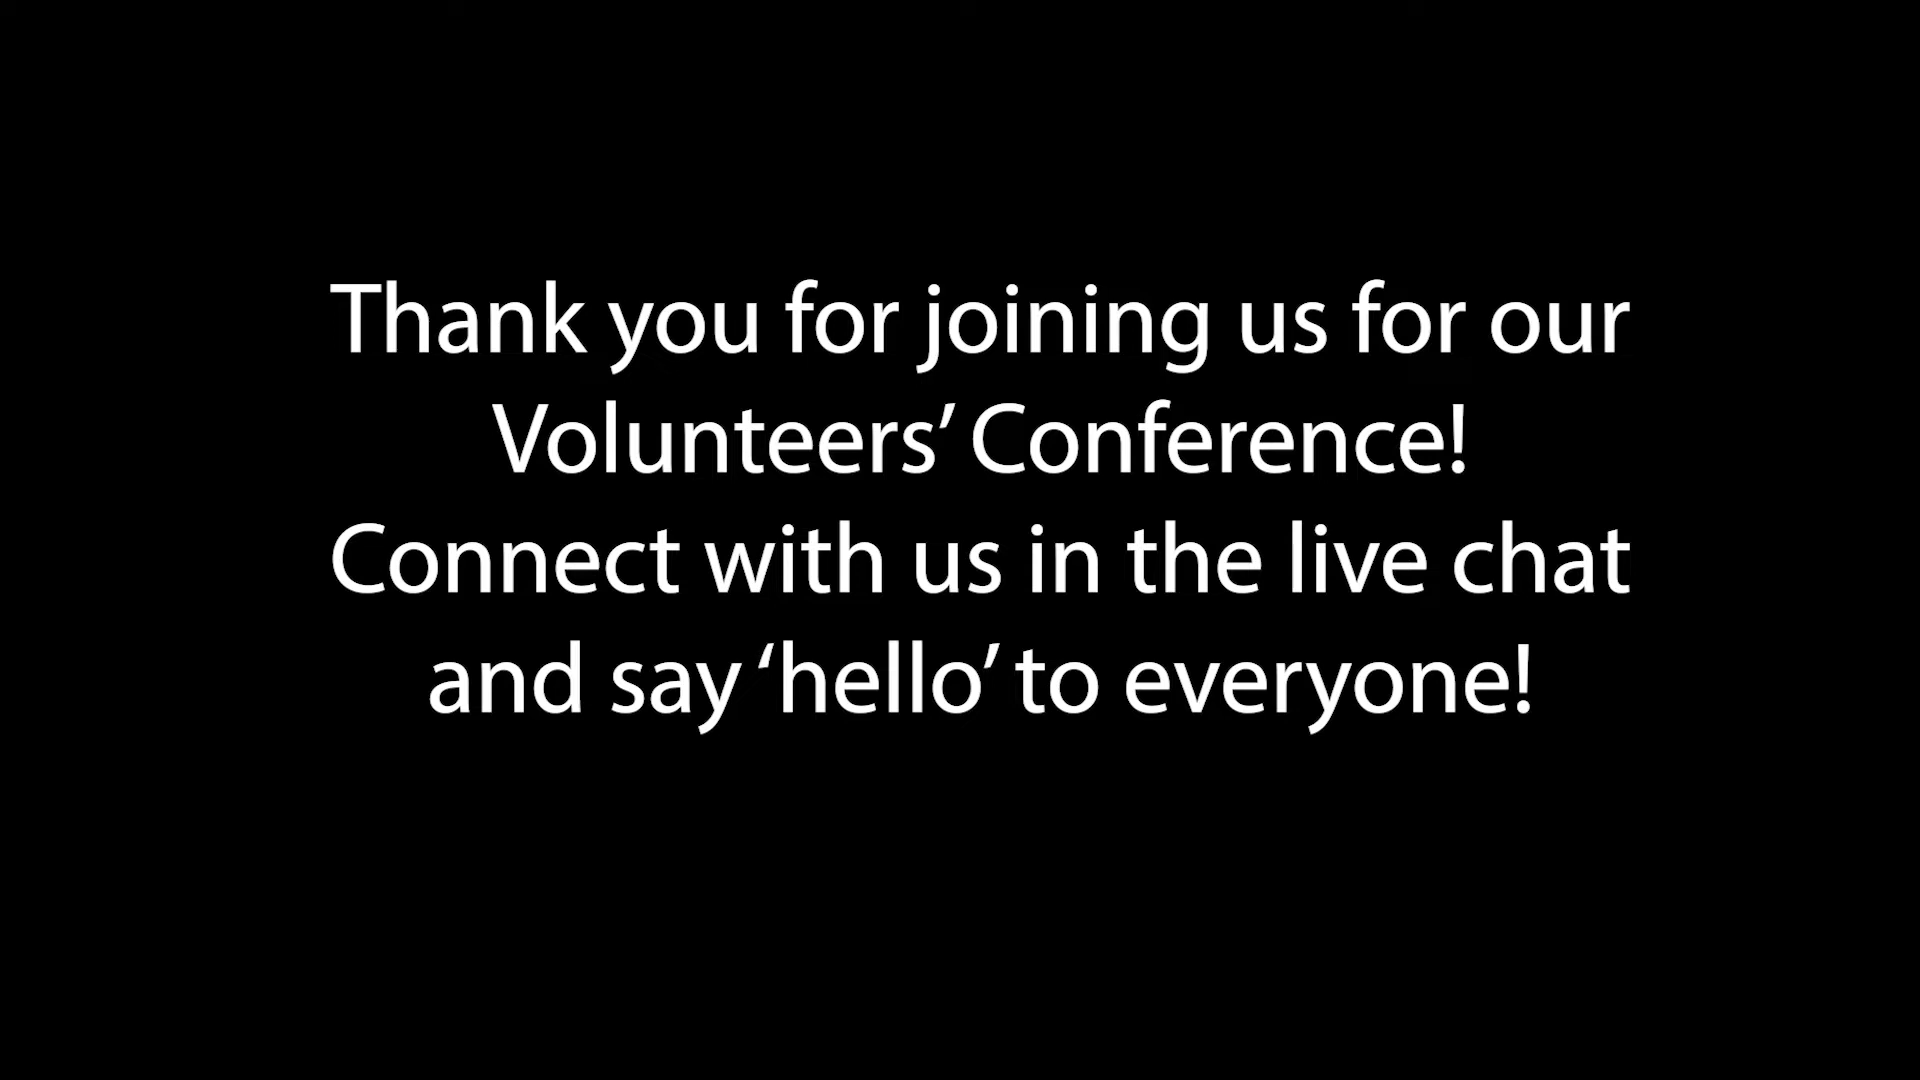 Thank you for joining us for our
Volunteers’ Conference!
Connect with us in the live chat
and say ‘hello’ to everyone!